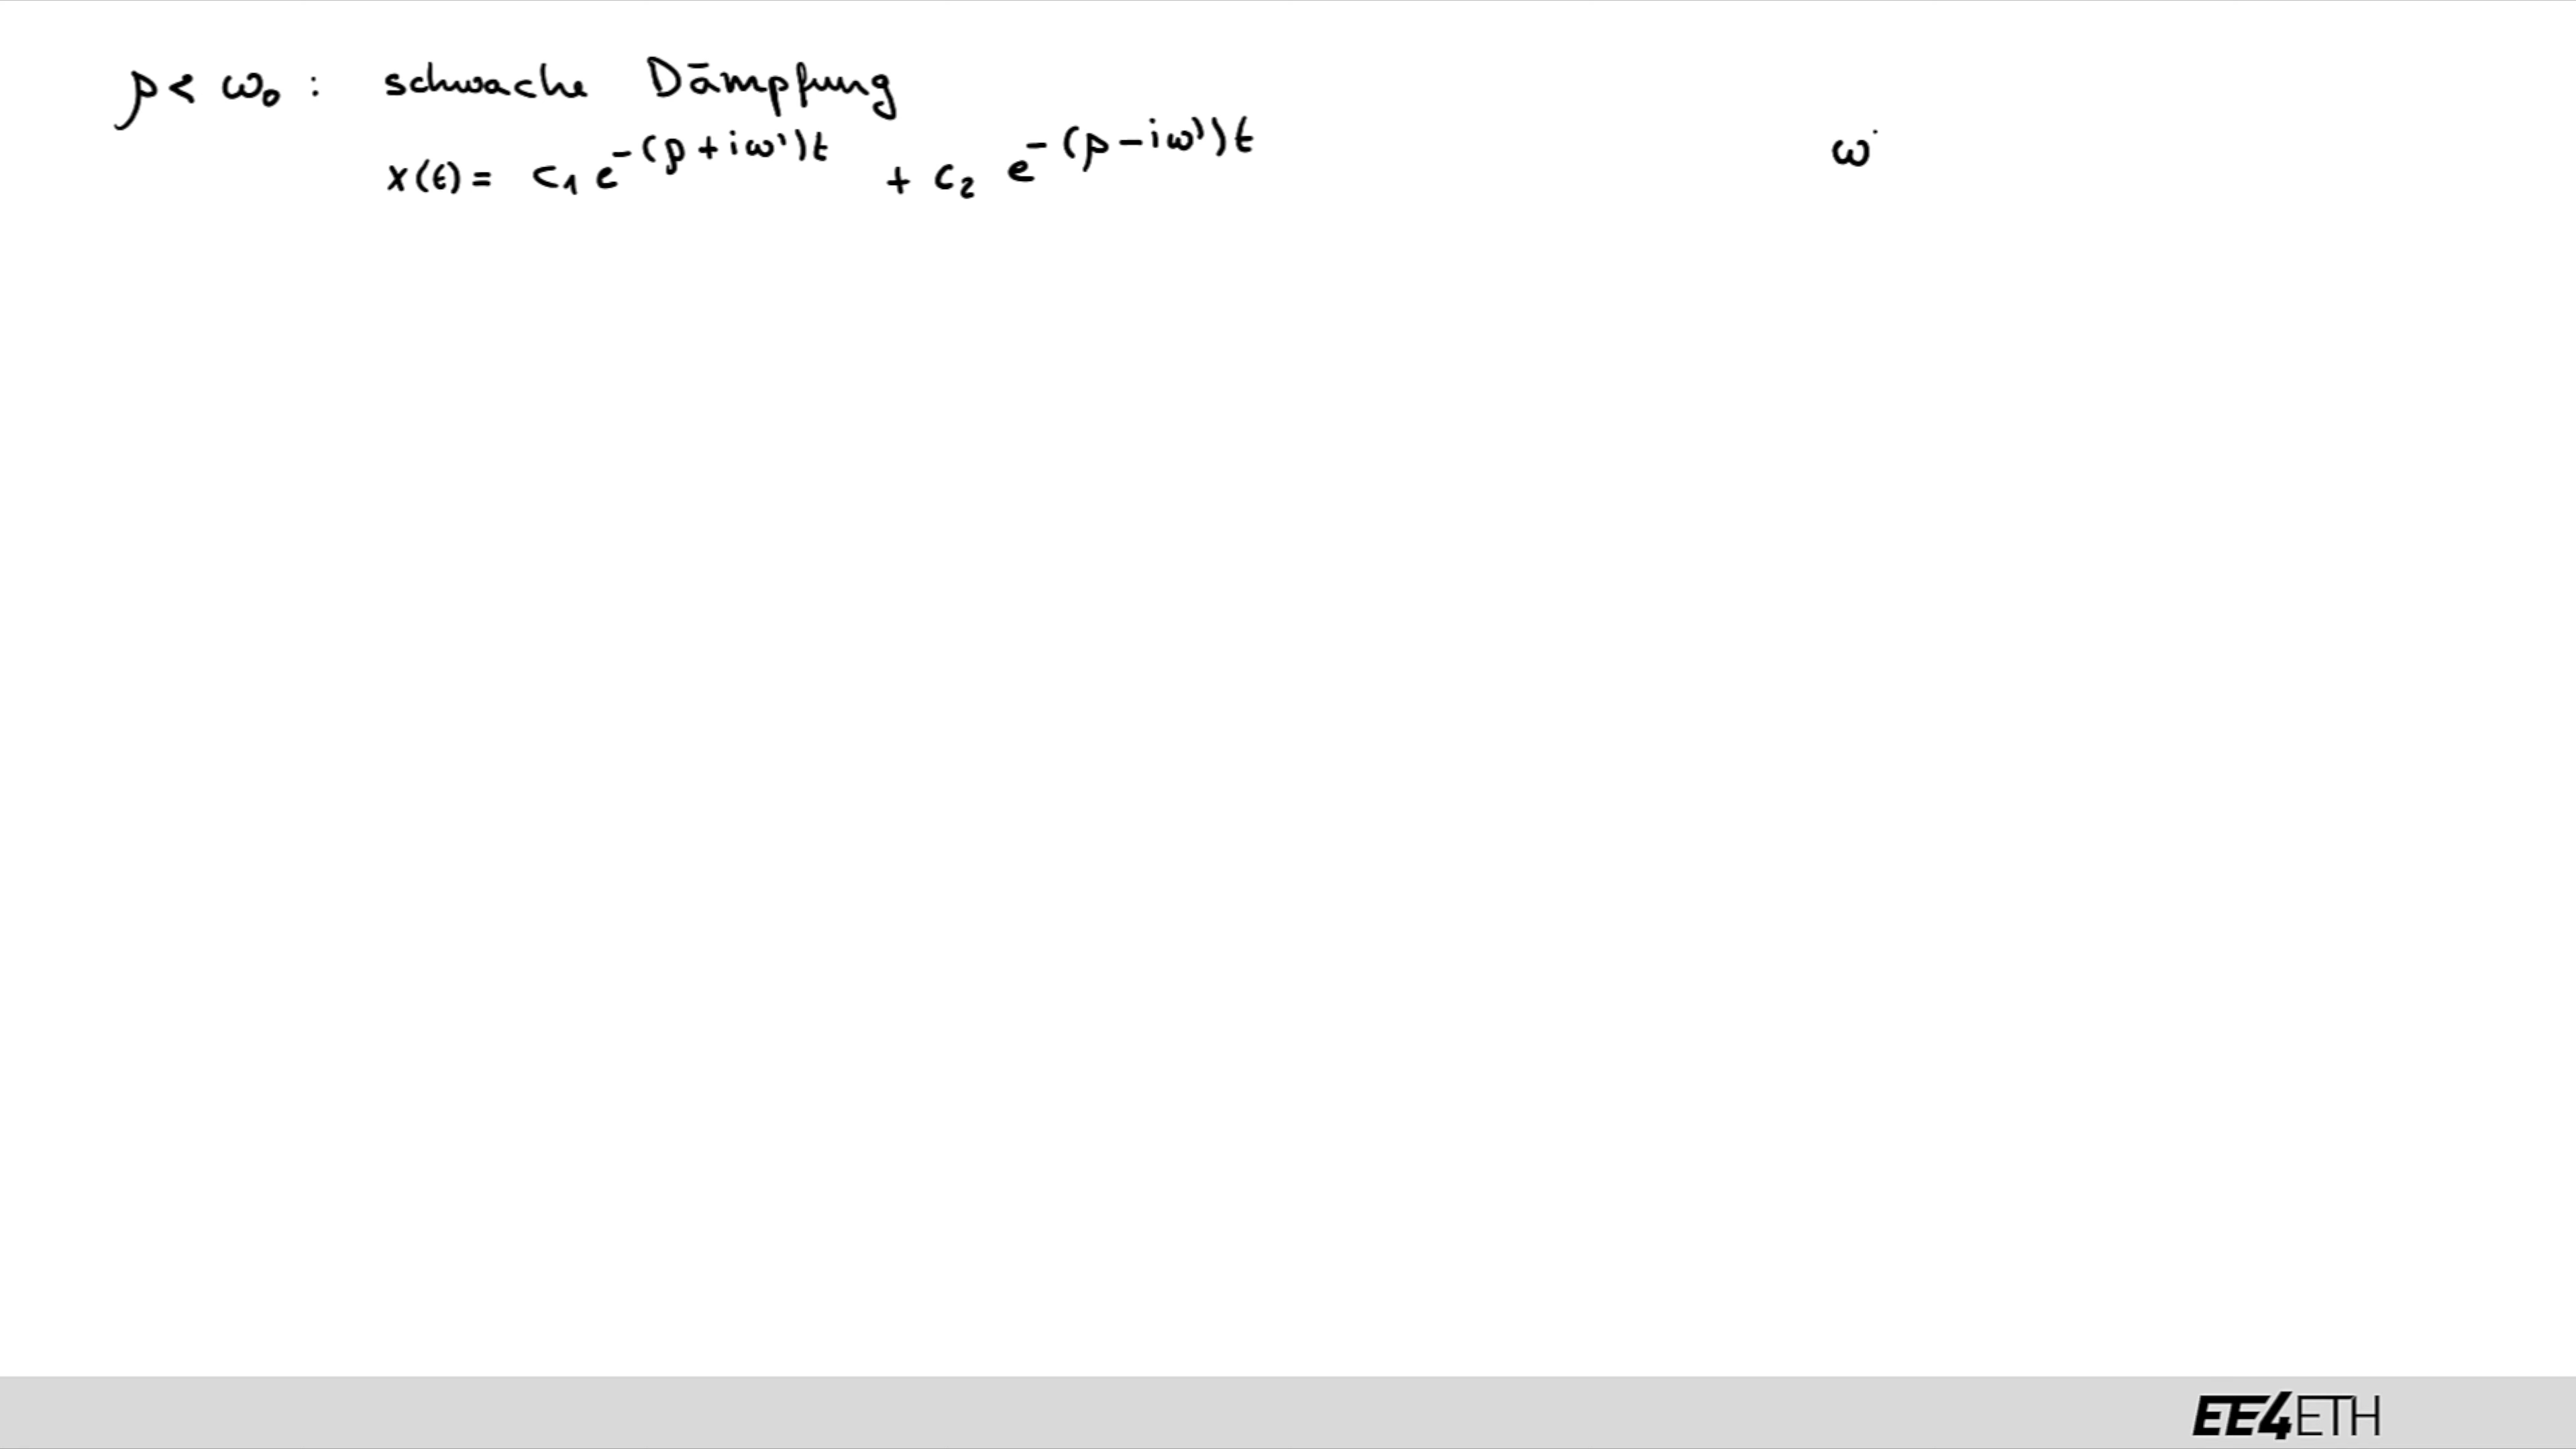 ρ < ω₀ : schwache Dämpfung
x(t) = c₁ e^-(ρ+iω')t + c₂ e^-(ρ-iω')t
ω'
EE4ETH